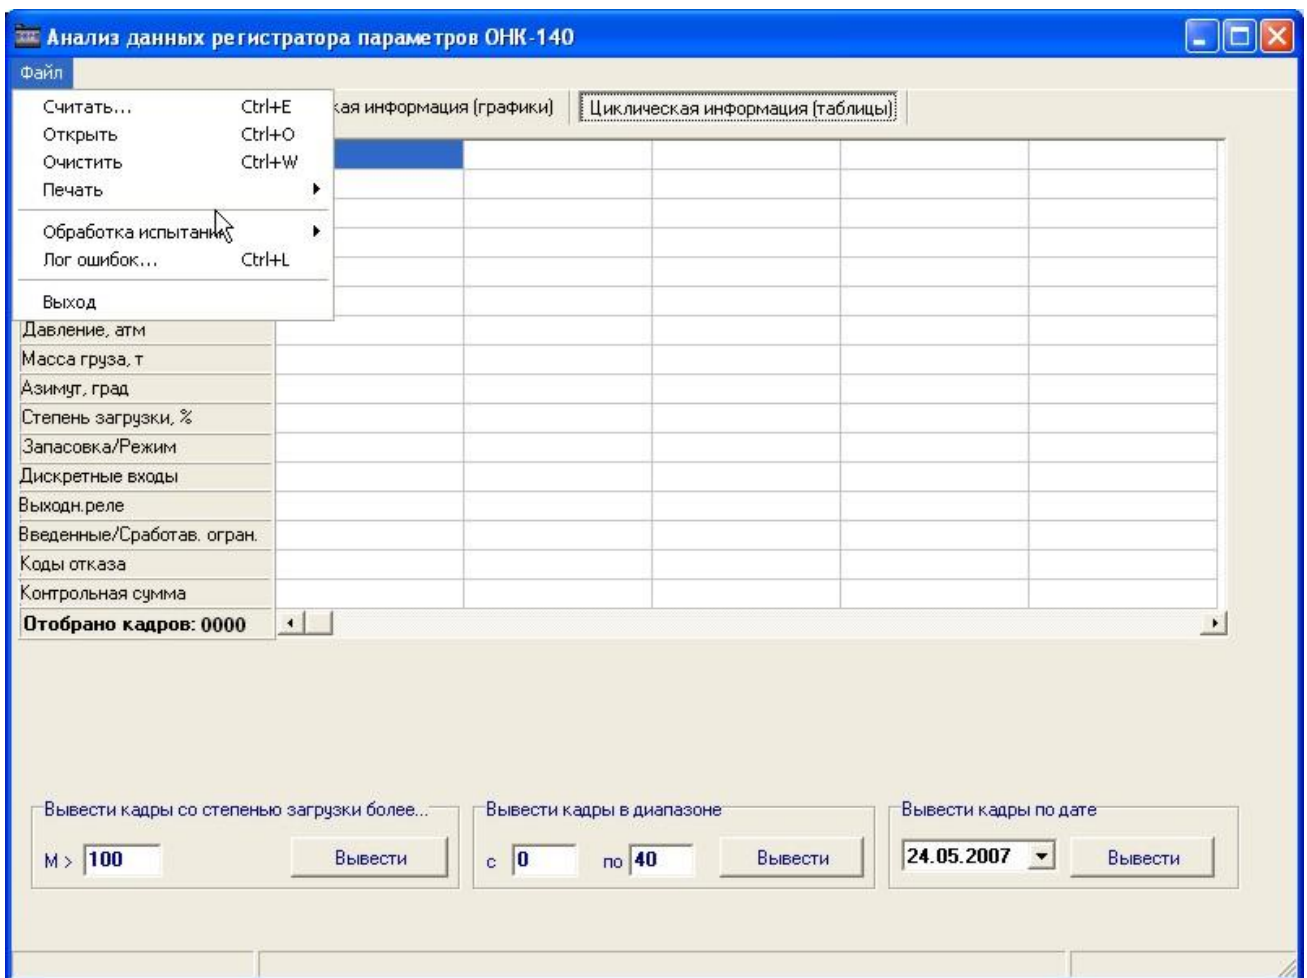 Анализ данных регистратора параметров ОНК-140
Файл
Считать... Ctrl+E
Открыть Ctrl+O
Очистить Ctrl+W
Печать
Обработка испытаний
Лог ошибок... Ctrl+L
Выход
информация (графики)
Циклическая информация (таблицы)
Давление, атм
Масса груза, т
Азимут, град
Степень загрузки, %
Запасовка/Режим
Дискретные входы
Выходн.реле
Введенные/Сработав. огран.
Коды отказа
Контрольная сумма
Отобрано кадров: 0000
Вывести кадры со степенью загрузки более...
М > 100 Вывести
Вывести кадры в диапазоне
с 0 по 40 Вывести
Вывести кадры по дате
24.05.2007 Вывести